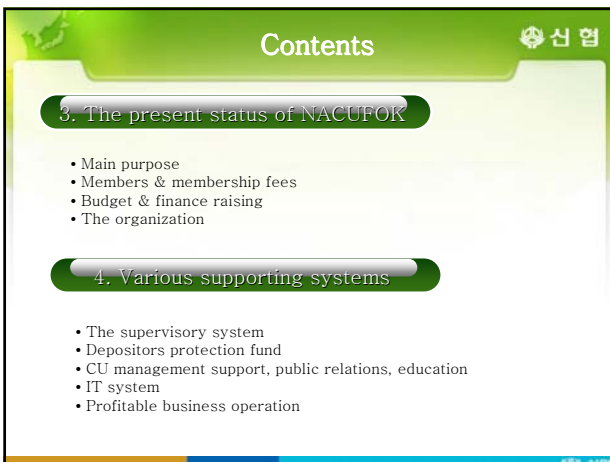 Contents
신협
3. The present status of NACUFOK
• Main purpose
• Members & membership fees
• Budget & finance raising
• The organization
4. Various supporting systems
• The supervisory system
• Depositors protection fund
• CU management support, public relations, education
• IT system
• Profitable business operation